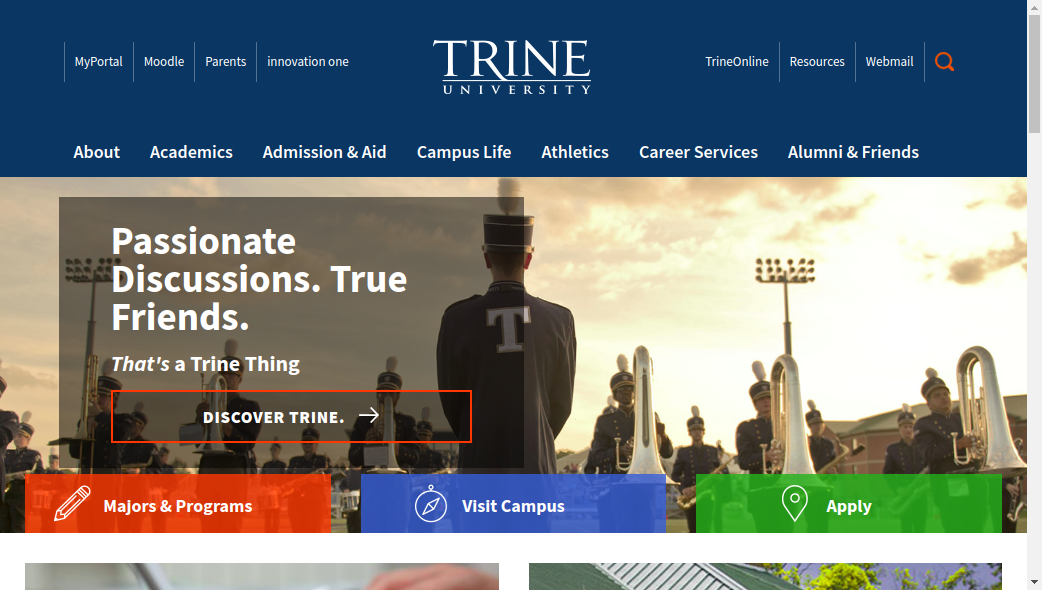 MyPortal
Moodle
Parents
innovation one
TRINE
UNIVERSITY
TrineOnline
Resources
Webmail
About
Academics
Admission & Aid
Campus Life
Athletics
Career Services
Alumni & Friends
Passionate
Discussions. True
Friends.
That's a Trine Thing
DISCOVER TRINE.
T
Majors & Programs
Visit Campus
Apply